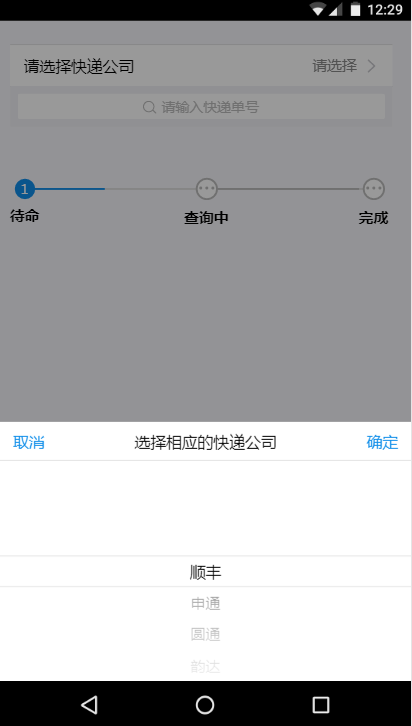 12:29
请选择快递公司 请选择
请输入快递单号
1
待命 查询中 完成
取消 选择相应的快递公司 确定
顺丰
申通
圆通
韵达